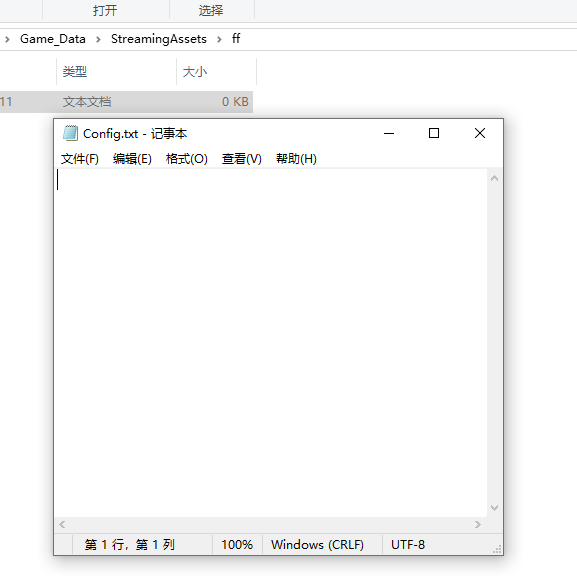 打开 选择
Game_Data StreamingAssets ff
类型 大小
11 文本文档 0 KB
Config.txt - 记事本
文件(F) 编辑(E) 格式(O) 查看(V) 帮助(H)
第 1 行，第 1 列 100% Windows (CRLF) UTF-8